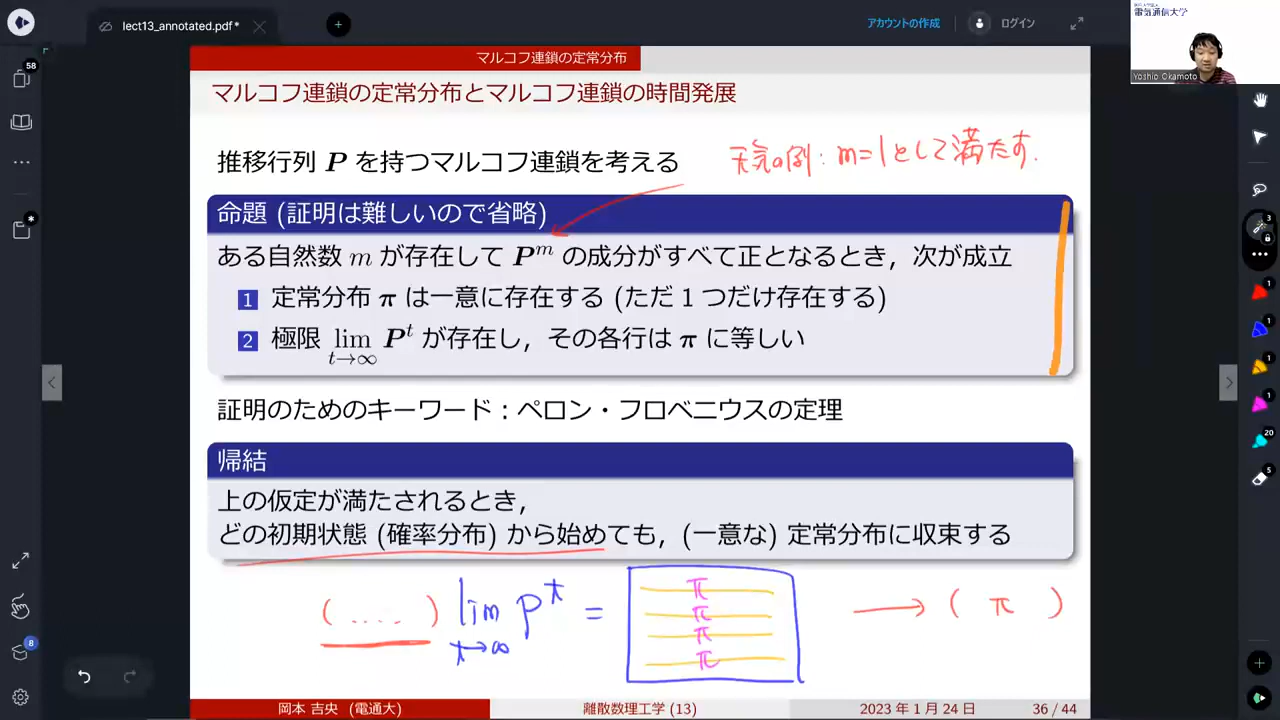 58
lect13_annotated.pdf*
アカウントの作成
ログイン
電気通信大学
Yoshio Okamoto
マルコフ連鎖の定常分布
マルコフ連鎖の定常分布とマルコフ連鎖の時間発展
推移行列 P を持つマルコフ連鎖を考える
天気の例: m=1として満たす.
命題 (証明は難しいので省略)
ある自然数 m が存在して P^m の成分がすべて正となるとき，次が成立
1 定常分布 π は一意に存在する (ただ 1 つだけ存在する)
2 極限 lim t→∞ P^t が存在し，その各行は π に等しい
証明のためのキーワード：ペロン・フロベニウスの定理
帰結
上の仮定が満たされるとき，
どの初期状態 (確率分布) から始めても，(一意な) 定常分布に収束する
(....) lim t→∞ P^t = π π π π → ( π )
岡本 吉央 (電通大)
離散数理工学 (13)
2023 年 1 月 24 日
36 / 44
3
1
1
1
1
20
5
8